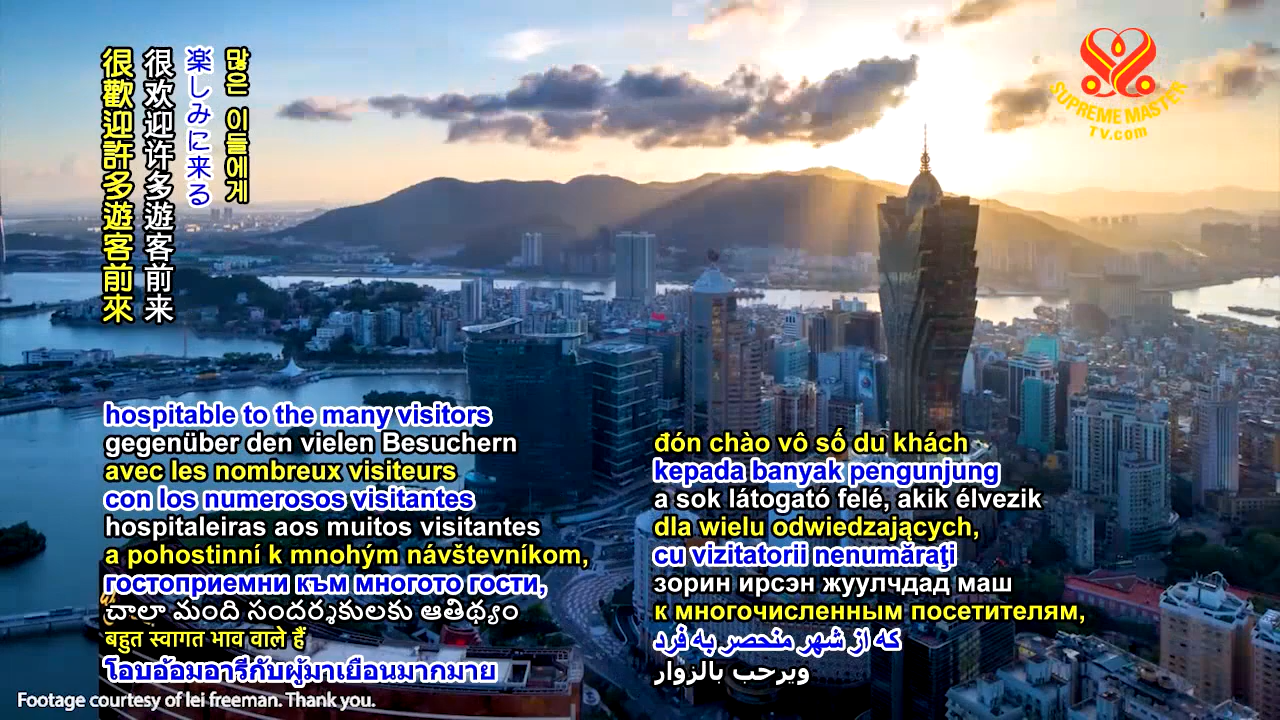 很歡迎許多遊客前來
很欢迎许多遊客前来
楽しみに来る
많은 이들에게
SUPREME MASTER
TV.com
hospitable to the many visitors
gegenüber den vielen Besuchern
avec les nombreux visiteurs
con los numerosos visitantes
hospitaleiras aos muitos visitantes
a pohostinní k mnohým návštevníkom,
гостоприемни към многото гости,
చాలా మంది సందర్శకులకు ఆతిథ్యం
बहुत स्वागत भाव वाले हैं
โอบอ้อมอารีกับผู้มาเยือนมากมาย
đón chào vô số du khách
kepada banyak pengunjung
a sok látogató felé, akik élvezik
dla wielu odwiedzających,
cu vizitatorii nenumăraţi
зорин ирсэн жуулчдад маш
к многочисленным посетителям,
که از شهر منحصر به فرد
ويرحب بالزوار
Footage courtesy of lei freeman. Thank you.